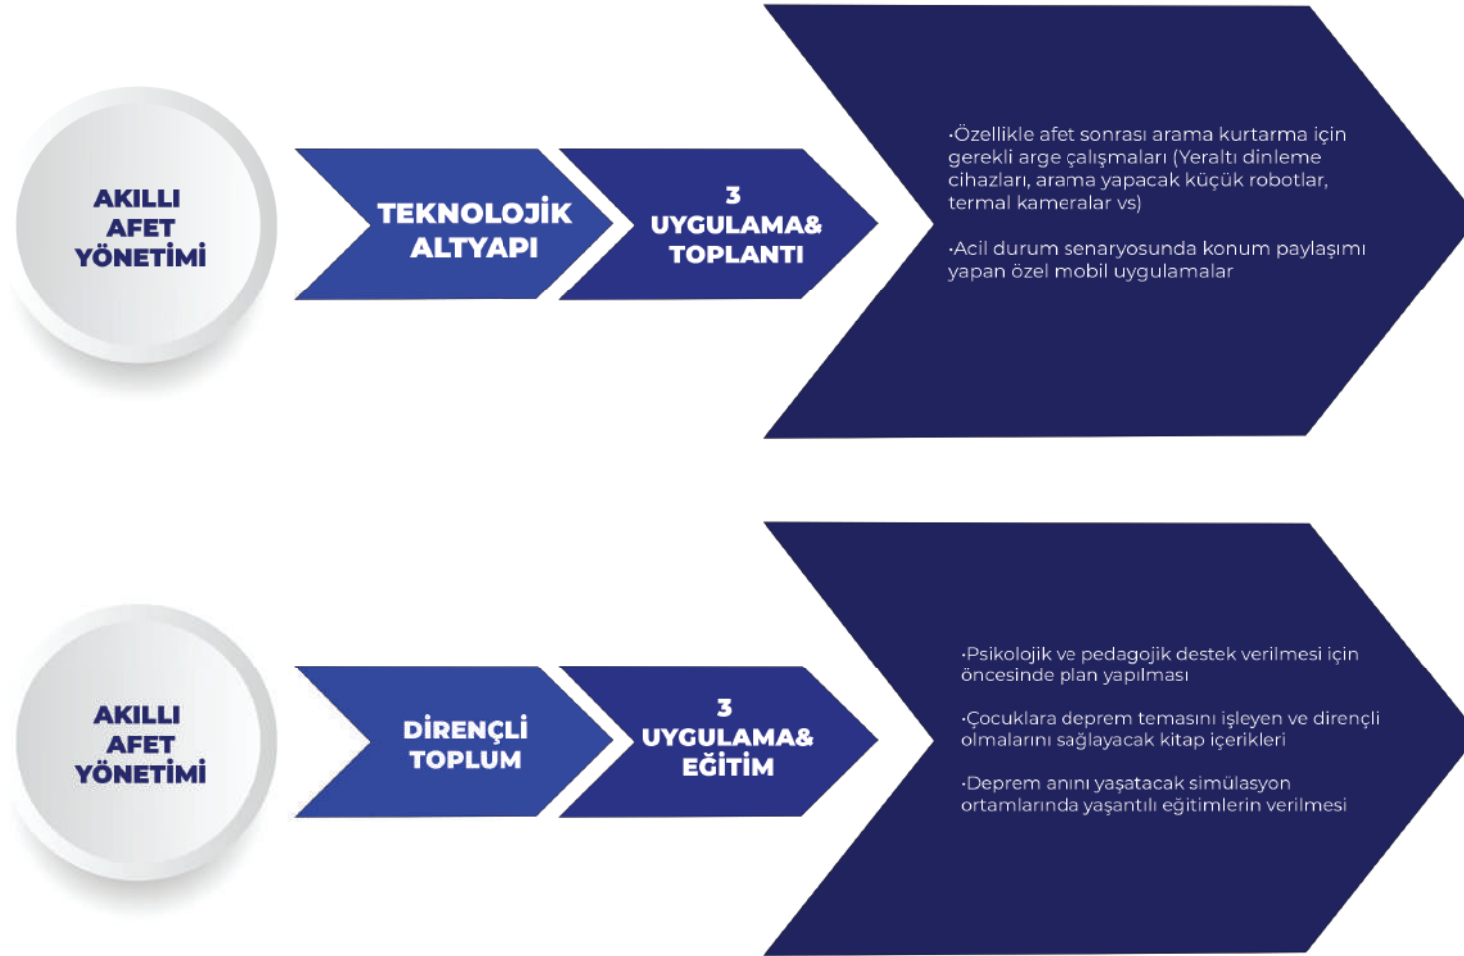 AKILLI
AFET
YÖNETİMİ
TEKNOLOJİK
ALTYAPI
3
UYGULAMA&
TOPLANTI
•Özellikle afet sonrası arama kurtarma için
gerekli arge çalışmaları (Yeraltı dinleme
cihazları, arama yapacak küçük robotlar,
termal kameralar vs)
•Acil durum senaryosunda konum paylaşımı
yapan özel mobil uygulamalar
AKILLI
AFET
YÖNETİMİ
DİRENÇLİ
TOPLUM
3
UYGULAMA&
EĞİTİM
•Psikolojik ve pedagojik destek verilmesi için
öncesinde plan yapılması
•Çocuklara deprem temasını işleyen ve dirençli
olmalarını sağlayacak kitap içerikleri
•Deprem anını yaşatacak simülasyon
ortamlarında yaşantılı eğitimlerin verilmesi